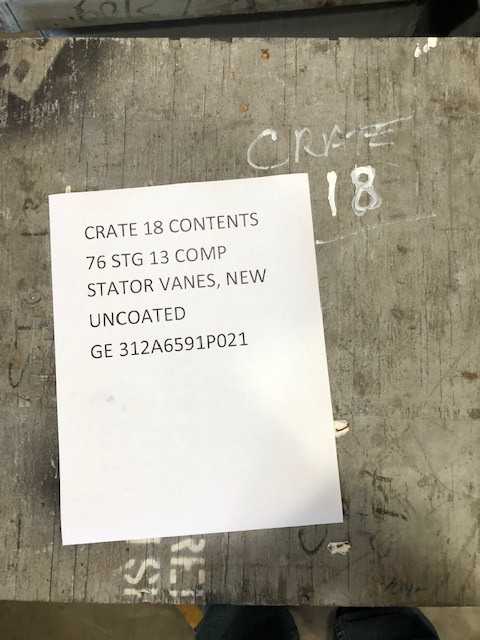 CRATE
18
CRATE 18 CONTENTS
76 STG 13 COMP
STATOR VANES, NEW
UNCOATED
GE 312A6591P021